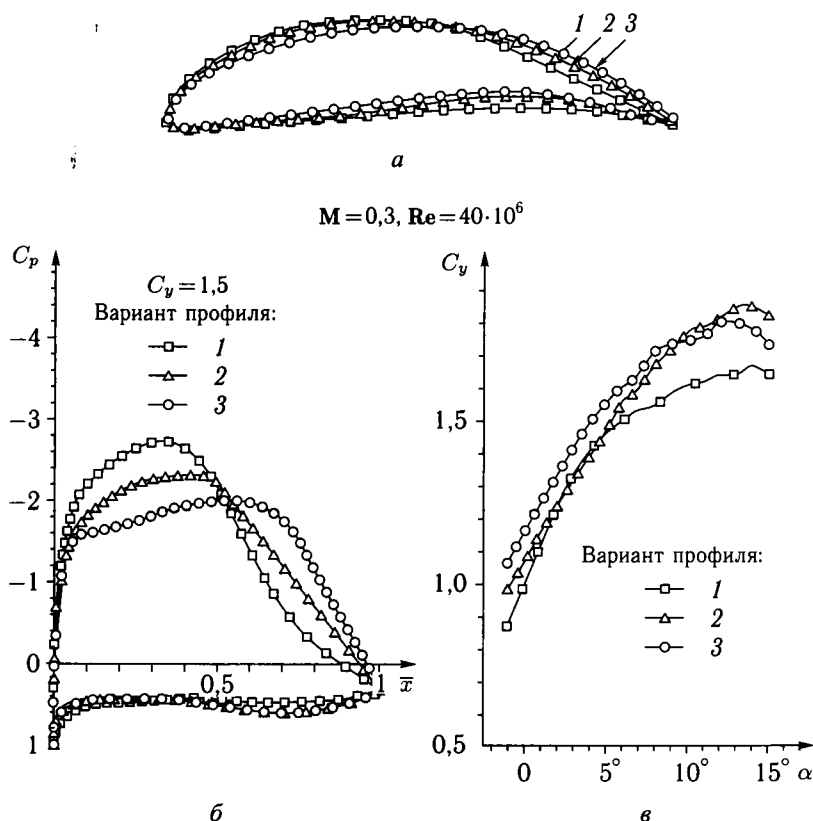 1 2 3
а
M=0,3, Re=40·10⁶
C_p
C_y=1,5
Вариант профиля:
1
2
3
−4
−3
−2
−1
0
1
0,5
1
x̄
б
C_y
1,5
1,0
0,5
Вариант профиля:
1
2
3
0
5°
10°
15°
α
в